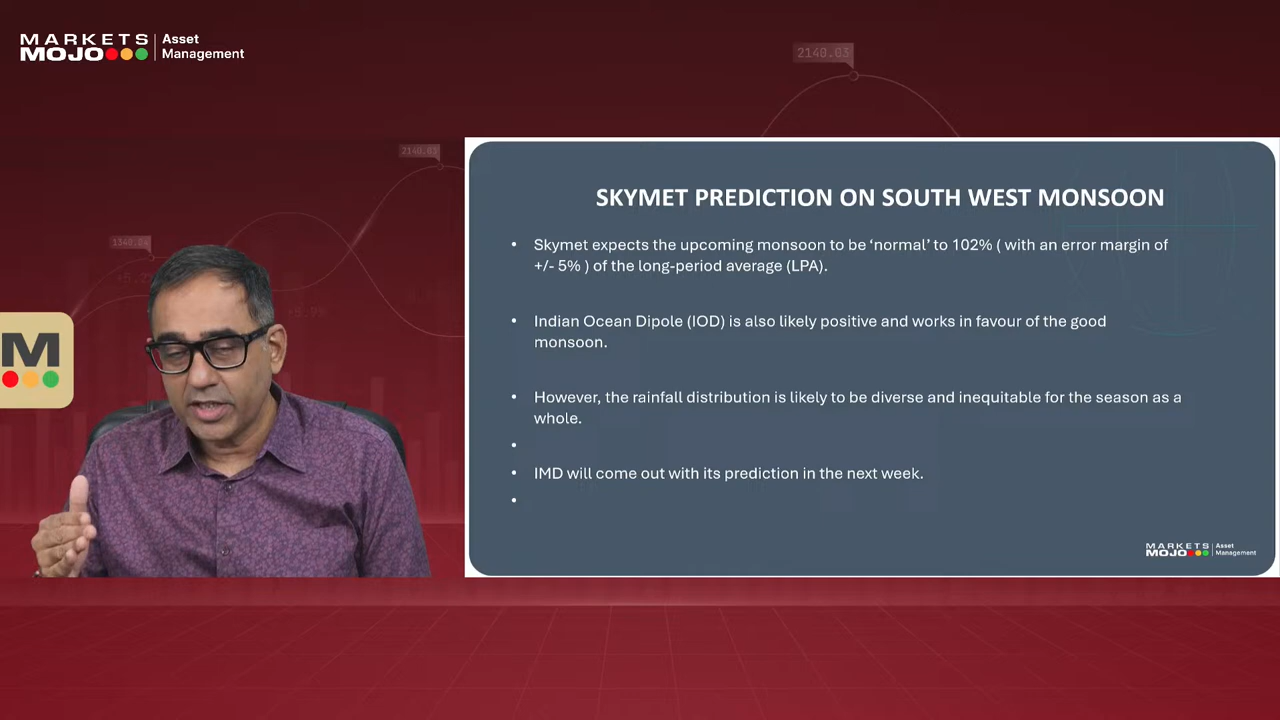 MARKETS
MOJO
Asset
Management
2140.03
2140.03
1340.04
M
SKYMET PREDICTION ON SOUTH WEST MONSOON
• Skymet expects the upcoming monsoon to be ‘normal’ to 102% ( with an error margin of
+/- 5% ) of the long-period average (LPA).
• Indian Ocean Dipole (IOD) is also likely positive and works in favour of the good
monsoon.
• However, the rainfall distribution is likely to be diverse and inequitable for the season as a
whole.
•
• IMD will come out with its prediction in the next week.
•
MARKETS
MOJO
Asset
Management